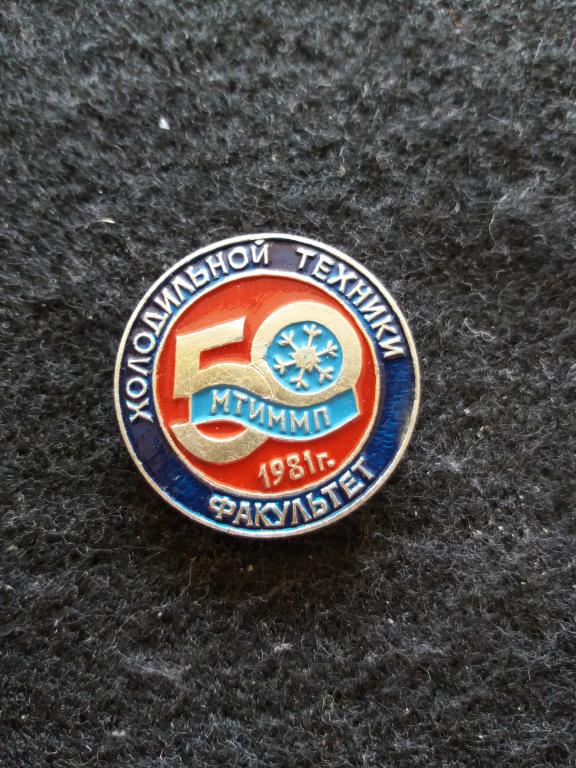 ХОЛОДИЛЬНОЙ ТЕХНИКИ
50
МТИММП
1981г.
ФАКУЛЬТЕТ